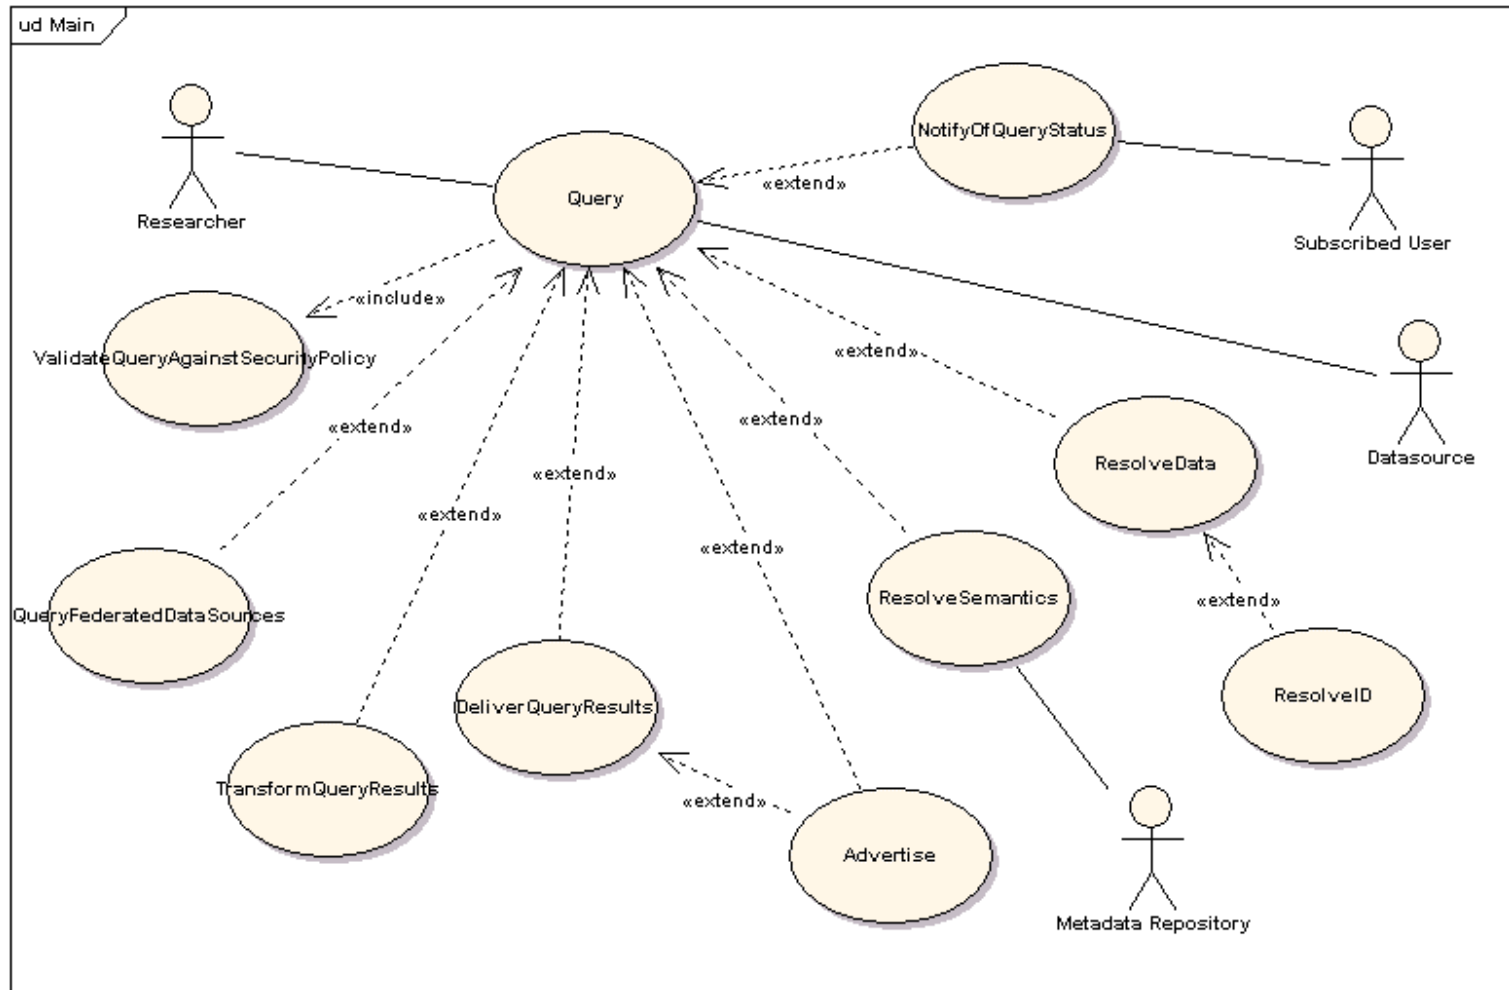 ud Main
NotifyOfQueryStatus
Query
«extend»
Researcher
Subscribed User
«include»
ValidateQueryAgainstSecurityPolicy
«extend»
«extend»
«extend»
«extend»
ResolveData
Datasource
«extend»
«extend»
«extend»
ResolveSemantics
«extend»
QueryFederatedDataSources
ResolveID
DeliverQueryResults
TransformQueryResults
«extend»
Advertise
Metadata Repository